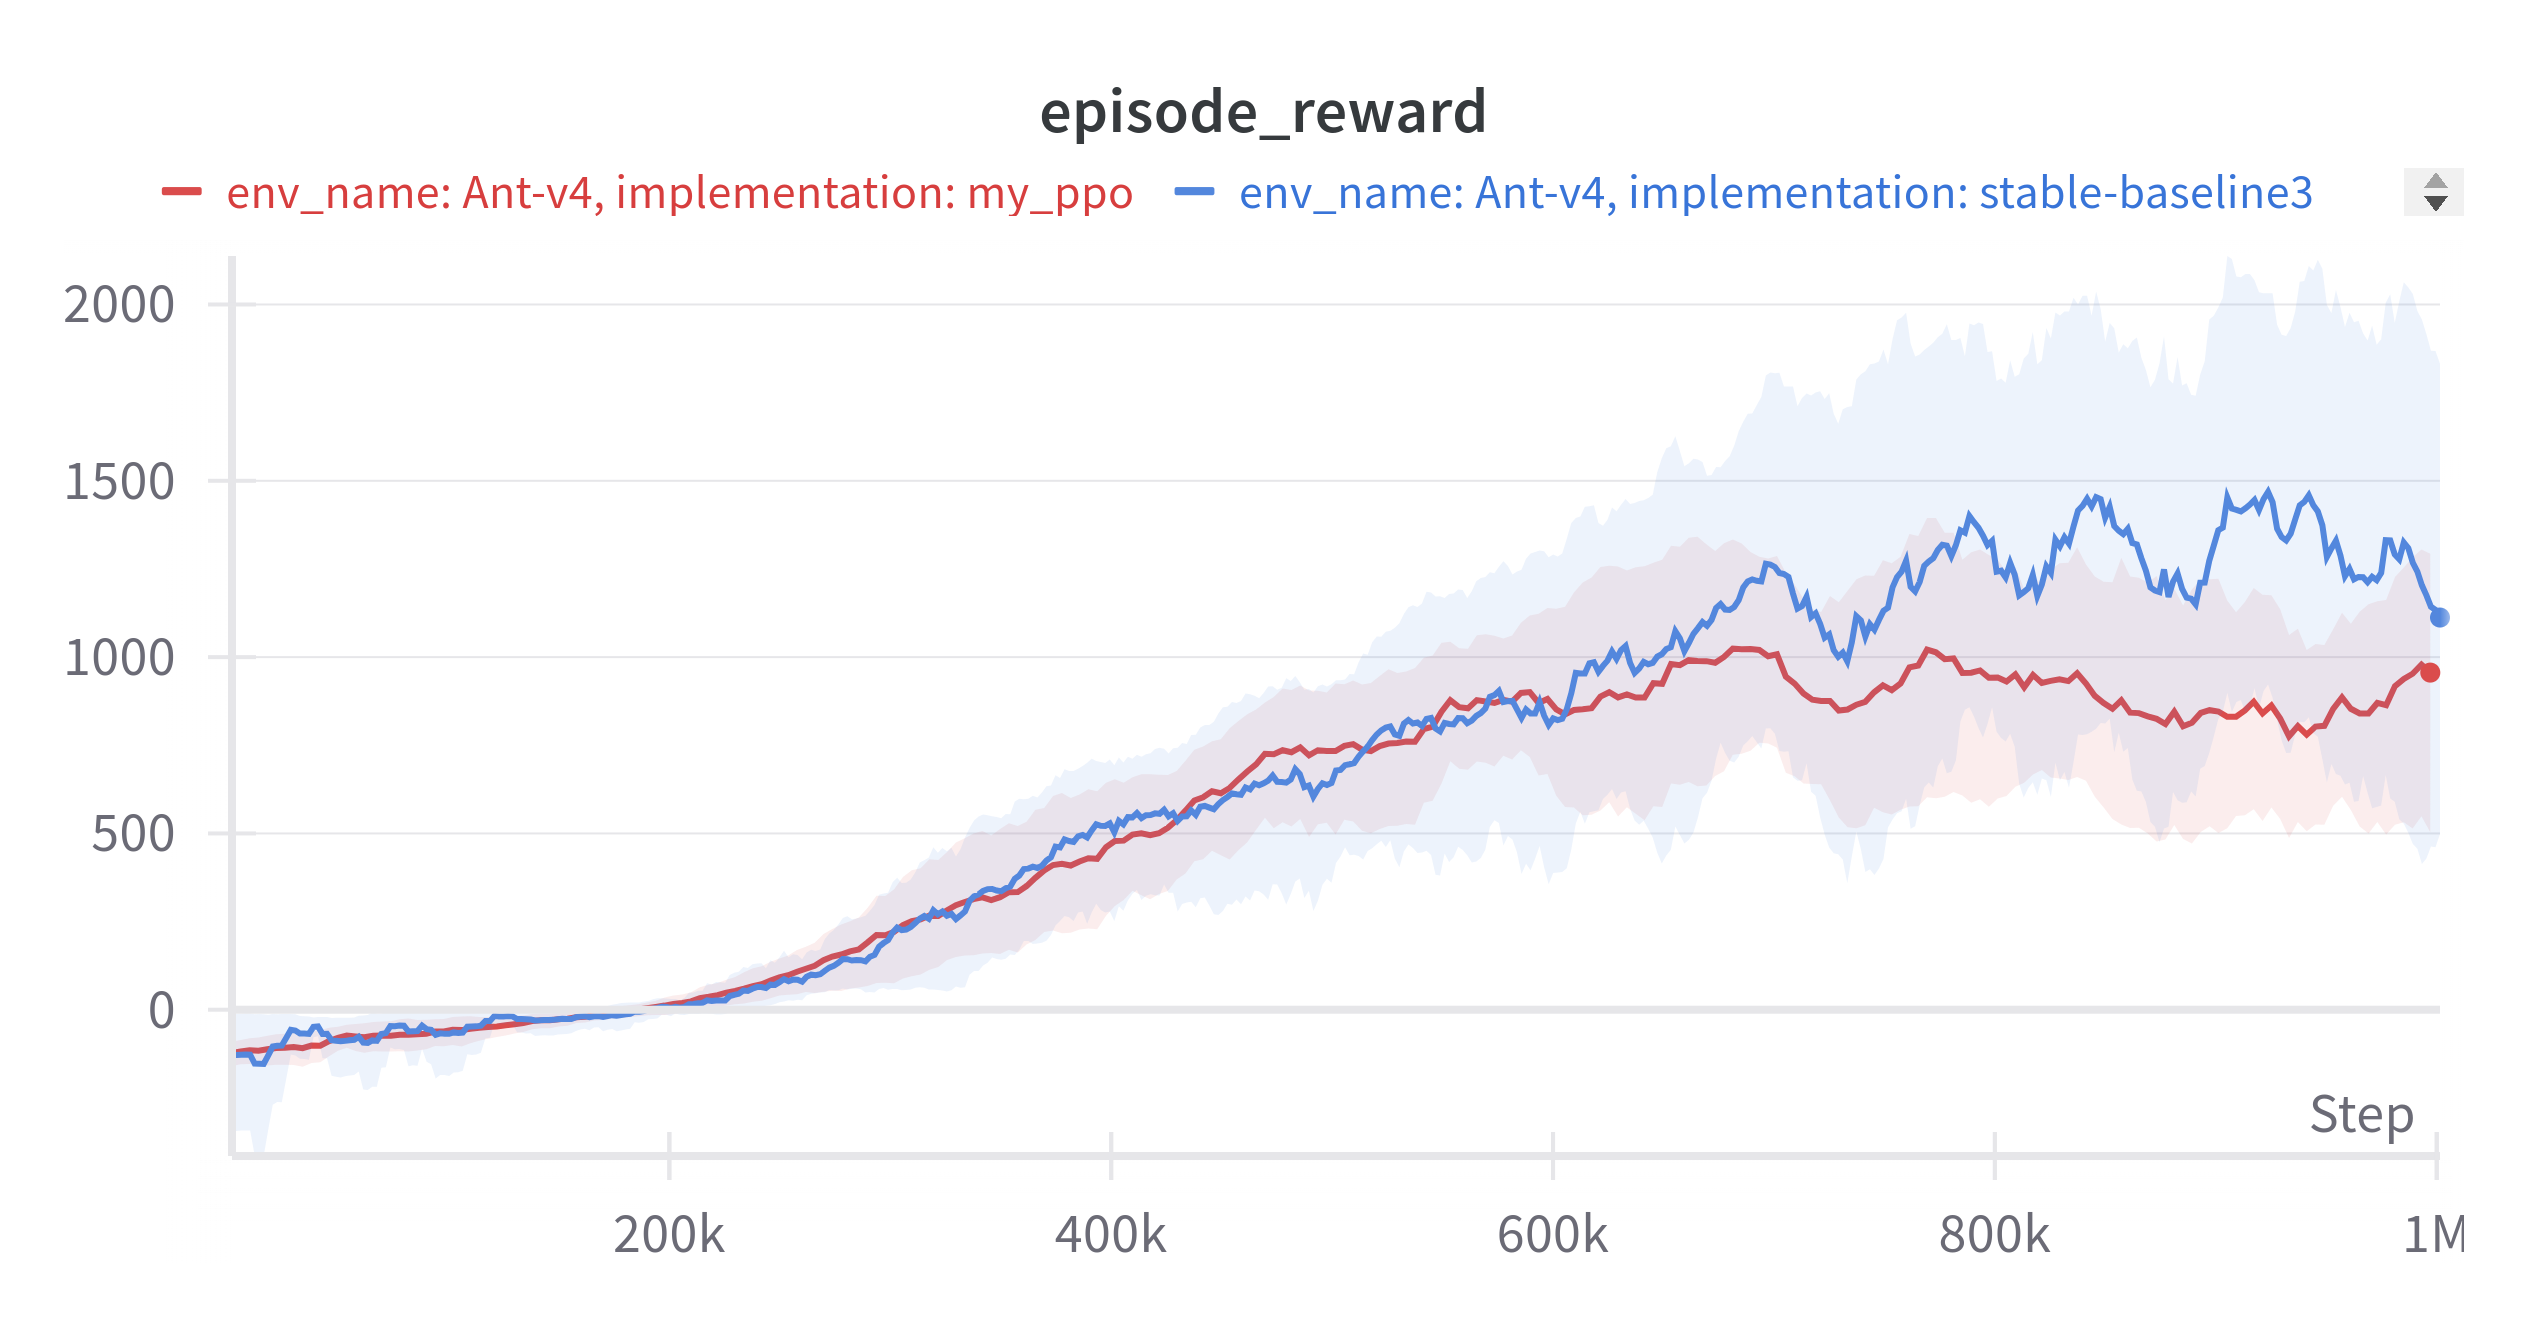 episode_reward
env_name: Ant-v4, implementation: my_ppo env_name: Ant-v4, implementation: stable-baseline3
2000
1500
1000
500
0
Step
200k 400k 600k 800k 1M